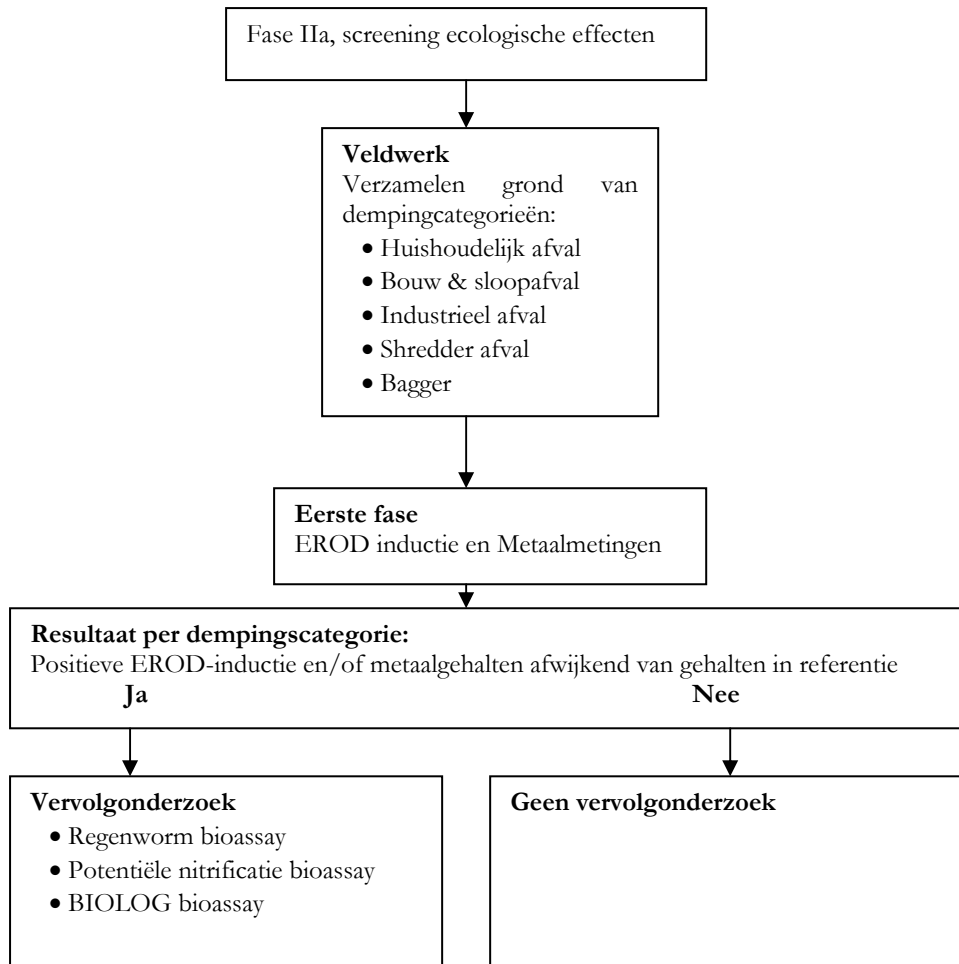 Fase IIa, screening ecologische effecten
Veldwerk
Verzamelen grond van
dempingcategorieën:
• Huishoudelijk afval
• Bouw & sloopafval
• Industrieel afval
• Shredder afval
• Bagger
Eerste fase
EROD inductie en Metaalmetingen
Resultaat per dempingscategorie:
Positieve EROD-inductie en/of metaalgehalten afwijkend van gehalten in referentie
Ja Nee
Vervolgonderzoek
• Regenworm bioassay
• Potentiële nitrificatie bioassay
• BIOLOG bioassay
Geen vervolgonderzoek